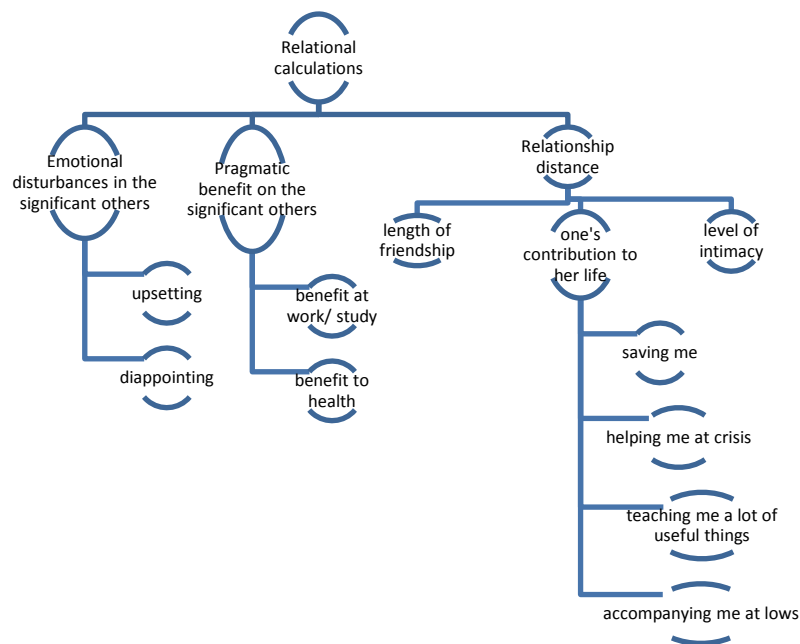 Relational
calculations
Emotional
disturbances in the
significant others
upsetting
diappointing
Pragmatic
benefit on the
significant others
benefit at
work/ study
benefit to
health
Relationship
distance
length of
friendship
one's
contribution to
her life
level of
intimacy
saving me
helping me at crisis
teaching me a lot of
useful things
accompanying me at lows